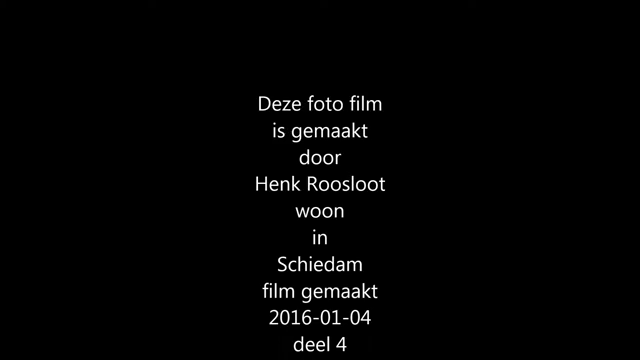 Deze foto film
is gemaakt
door
Henk Roosloot
woon
in
Schiedam
film gemaakt
2016-01-04
deel 4